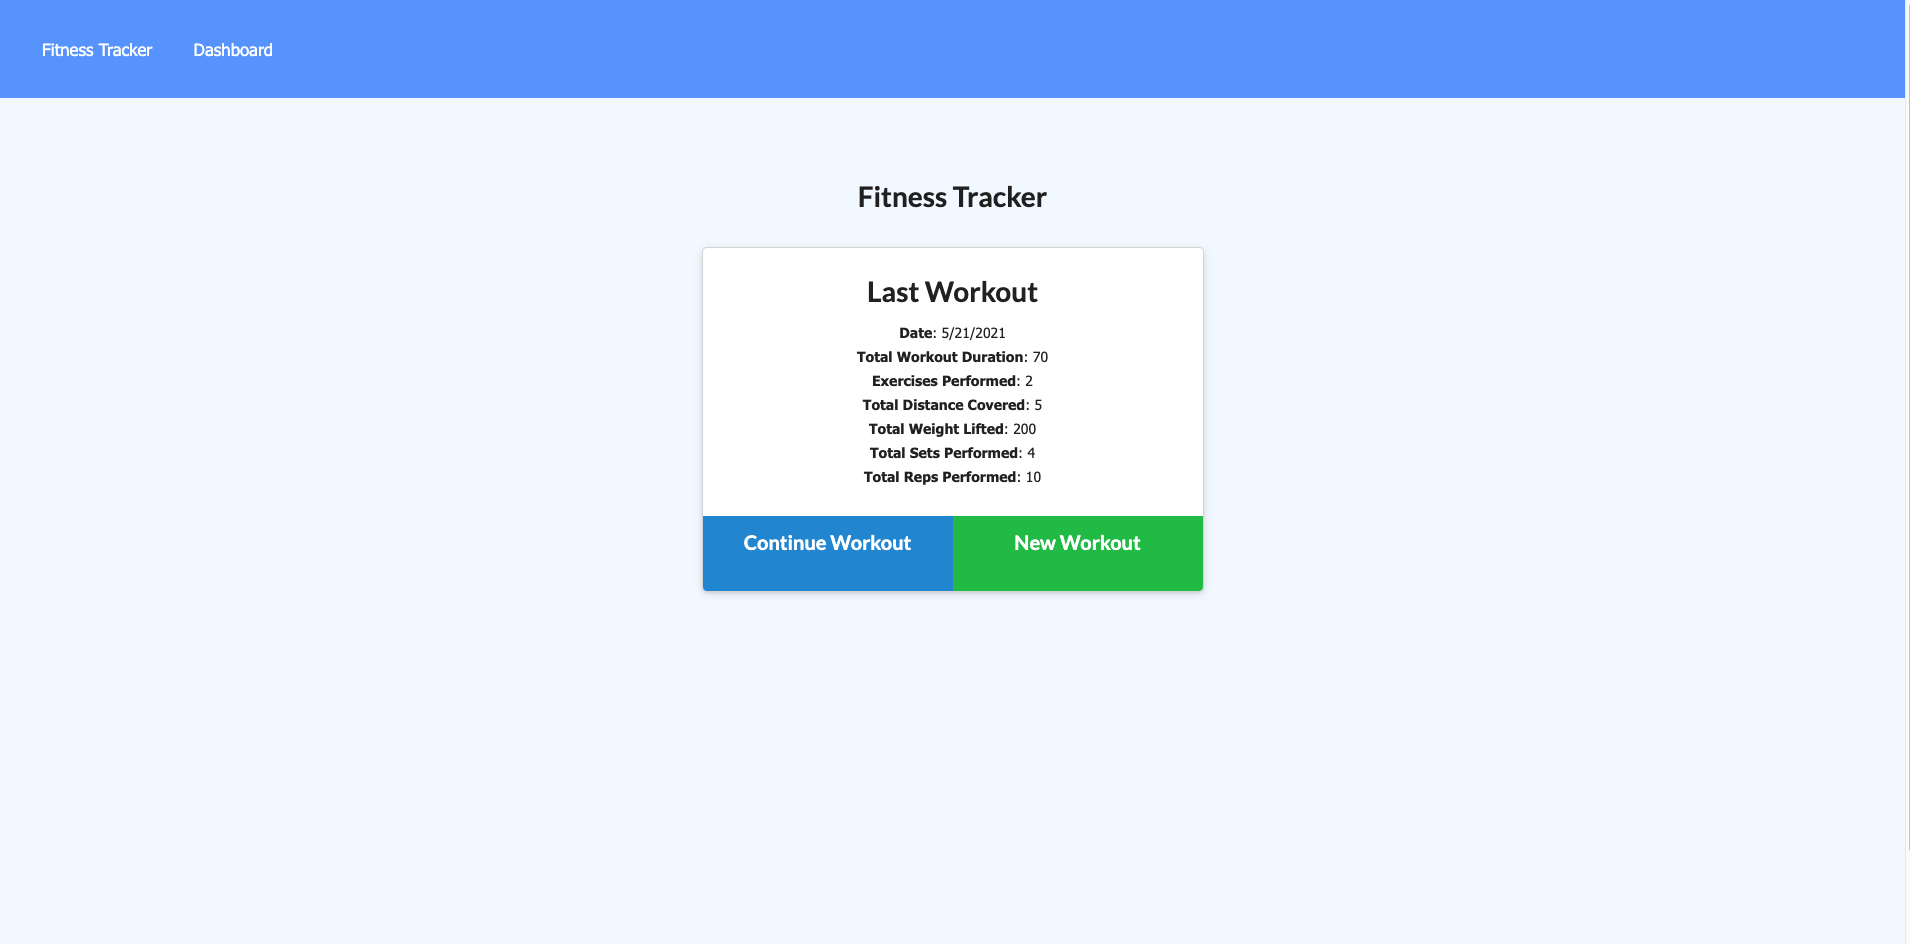 Fitness Tracker Dashboard
Fitness Tracker
Last Workout
Date: 5/21/2021
Total Workout Duration: 70
Exercises Performed: 2
Total Distance Covered: 5
Total Weight Lifted: 200
Total Sets Performed: 4
Total Reps Performed: 10
Continue Workout New Workout